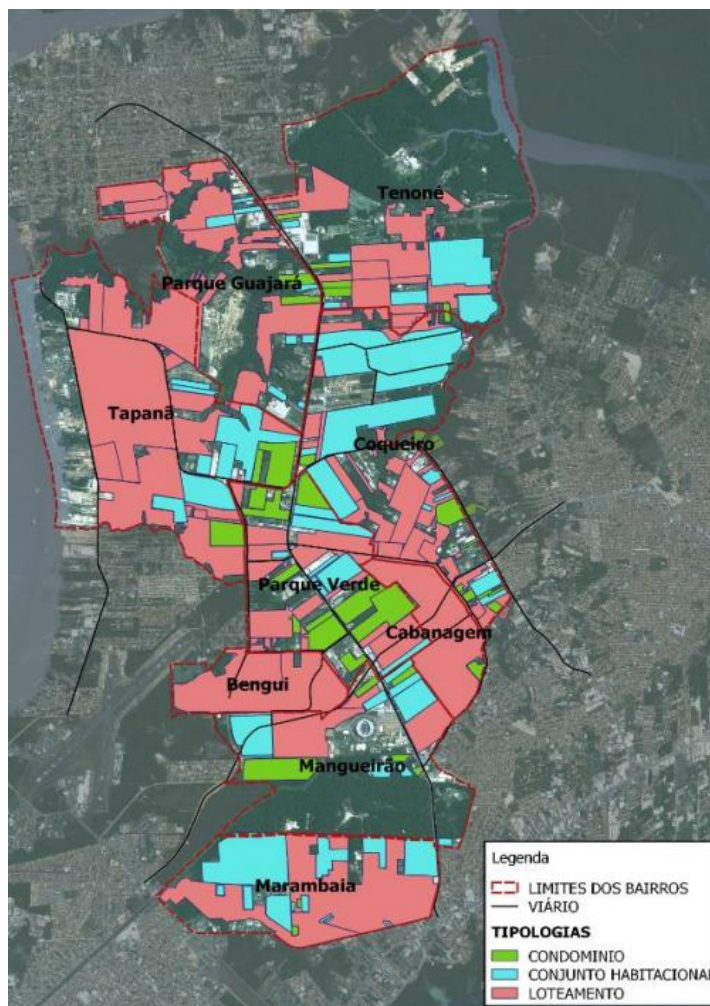 Tenoné
Parque Guajará
Tapanã
Coqueiro
Parque Verde
Cabanagem
Bengui
Mangueirão
Marambaia
Legenda
LIMITES DOS BAIRROS
VIÁRIO
TIPOLOGIAS
CONDOMINIO
CONJUNTO HABITACIONAL
LOTEAMENTO